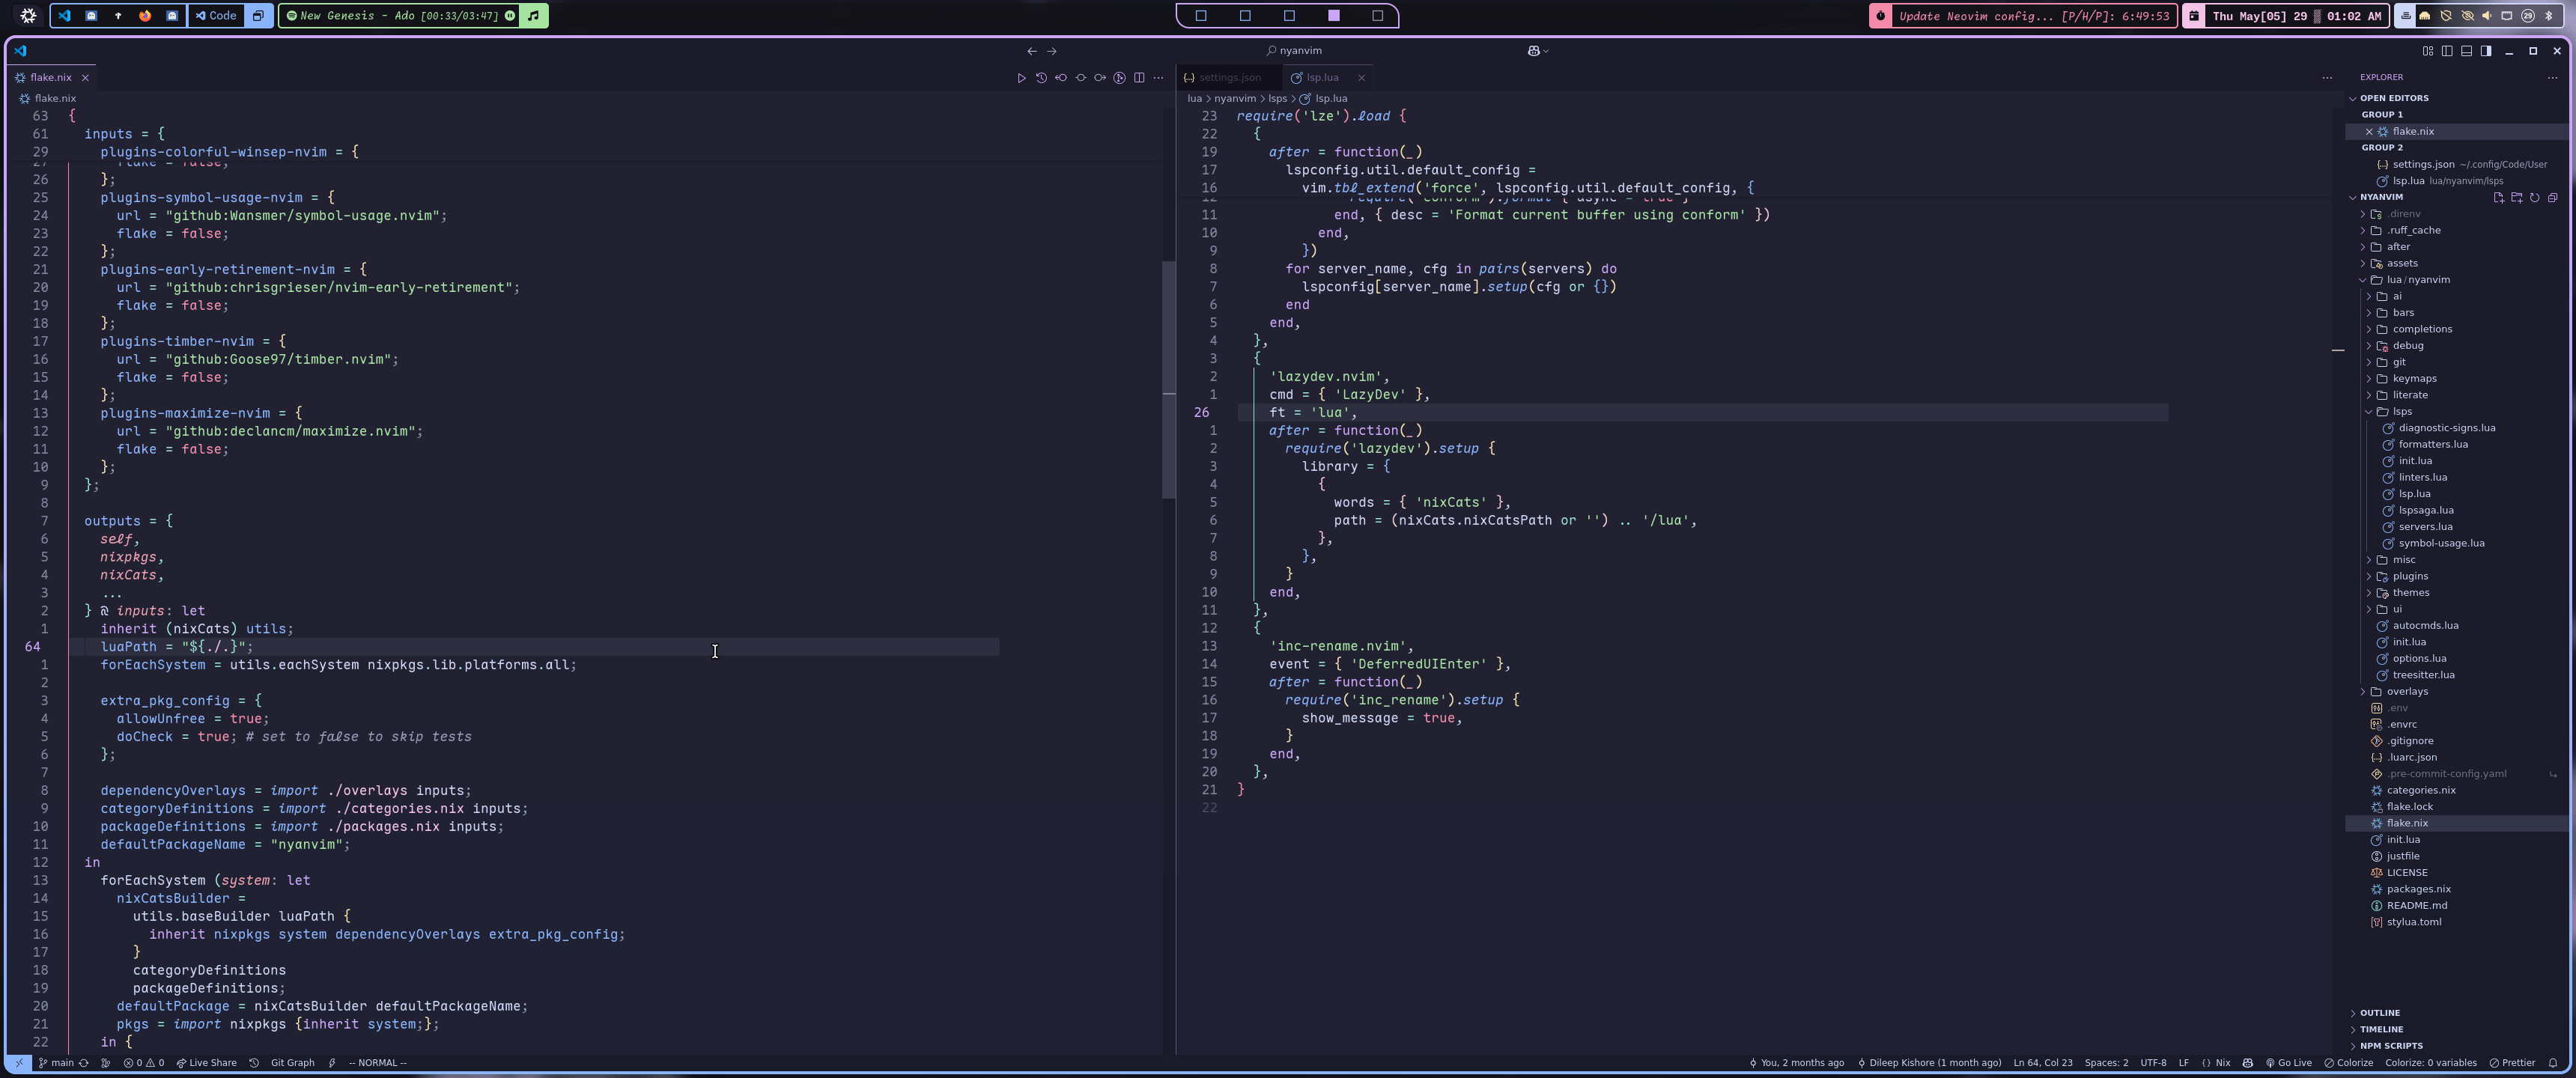 Code
New Genesis - Ado [00:33/03:47]
Update Neovim config... [P/H/P]: 6:49:53
Thu May[05] 29 ▒ 01:02 AM
29
nyanvim
flake.nix
flake.nix
63 {
61 inputs = {
29 plugins-colorful-winsep-nvim = {
27 flake = false;
26 };
25 plugins-symbol-usage-nvim = {
24 url = "github:Wansmer/symbol-usage.nvim";
23 flake = false;
22 };
21 plugins-early-retirement-nvim = {
20 url = "github:chrisgrieser/nvim-early-retirement";
19 flake = false;
18 };
17 plugins-timber-nvim = {
16 url = "github:Goose97/timber.nvim";
15 flake = false;
14 };
13 plugins-maximize-nvim = {
12 url = "github:declancm/maximize.nvim";
11 flake = false;
10 };
9 };
8
7 outputs = {
6 self,
5 nixpkgs,
4 nixCats,
3 ...
2 } @ inputs: let
1 inherit (nixCats) utils;
64 luaPath = "${./.}";
1 forEachSystem = utils.eachSystem nixpkgs.lib.platforms.all;
2
3 extra_pkg_config = {
4 allowUnfree = true;
5 doCheck = true; # set to false to skip tests
6 };
7
8 dependencyOverlays = import ./overlays inputs;
9 categoryDefinitions = import ./categories.nix inputs;
10 packageDefinitions = import ./packages.nix inputs;
11 defaultPackageName = "nyanvim";
12 in
13 forEachSystem (system: let
14 nixCatsBuilder =
15 utils.baseBuilder luaPath {
16 inherit nixpkgs system dependencyOverlays extra_pkg_config;
17 }
18 categoryDefinitions
19 packageDefinitions;
20 defaultPackage = nixCatsBuilder defaultPackageName;
21 pkgs = import nixpkgs {inherit system;};
22 in {
settings.json
lsp.lua
lua > nyanvim > lsps > lsp.lua
23 require('lze').load {
22 {
19 after = function(_)
17 lspconfig.util.default_config =
16 vim.tbl_extend('force', lspconfig.util.default_config, {
12 require('conform').format { async = true }
11 end, { desc = 'Format current buffer using conform' })
10 end,
9 })
8 for server_name, cfg in pairs(servers) do
7 lspconfig[server_name].setup(cfg or {})
6 end
5 end,
4 },
3 {
2 'lazydev.nvim',
1 cmd = { 'LazyDev' },
26 ft = 'lua',
1 after = function(_)
2 require('lazydev').setup {
3 library = {
4 {
5 words = { 'nixCats' },
6 path = (nixCats.nixCatsPath or '') .. '/lua',
7 },
8 },
9 }
10 end,
11 },
12 {
13 'inc-rename.nvim',
14 event = { 'DeferredUIEnter' },
15 after = function(_)
16 require('inc_rename').setup {
17 show_message = true,
18 }
19 end,
20 },
21 }
22
EXPLORER
OPEN EDITORS
GROUP 1
flake.nix
GROUP 2
settings.json ~/.config/Code/User
lsp.lua lua/nyanvim/lsps
NYANVIM
.direnv
.ruff_cache
after
assets
lua / nyanvim
ai
bars
completions
debug
git
keymaps
literate
lsps
diagnostic-signs.lua
formatters.lua
init.lua
linters.lua
lsp.lua
lspsaga.lua
servers.lua
symbol-usage.lua
misc
plugins
themes
ui
autocmds.lua
init.lua
options.lua
treesitter.lua
overlays
.env
.envrc
.gitignore
.luarc.json
.pre-commit-config.yaml
categories.nix
flake.lock
flake.nix
init.lua
justfile
LICENSE
packages.nix
README.md
stylua.toml
OUTLINE
TIMELINE
NPM SCRIPTS
main 0 0 Live Share Git Graph -- NORMAL --
You, 2 months ago Dileep Kishore (1 month ago) Ln 64, Col 23 Spaces: 2 UTF-8 LF { } Nix Go Live Colorize Colorize: 0 variables Prettier